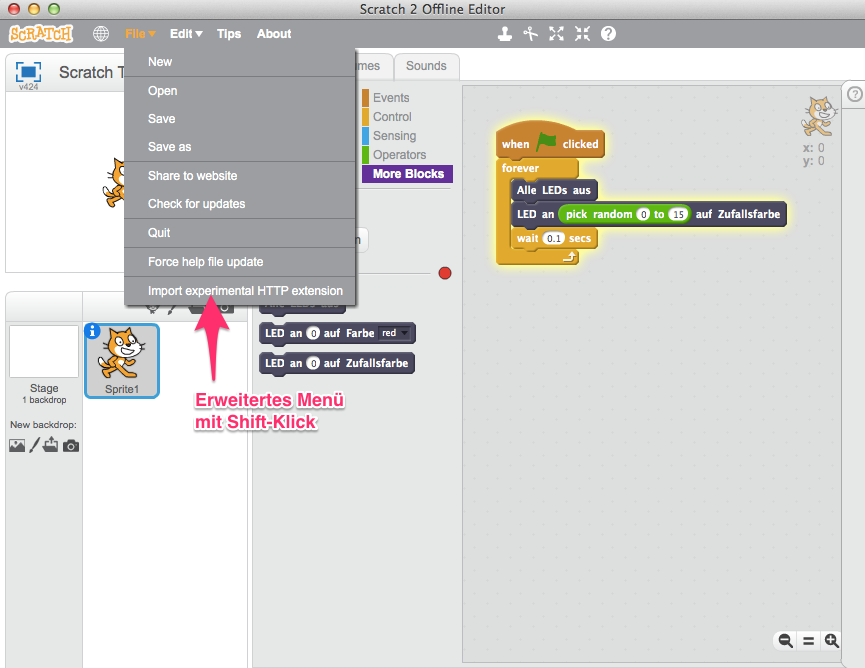 Scratch 2 Offline Editor
SCRATCH
File
Edit
Tips
About
v424
Scratch T
New
Open
Save
Save as
Share to website
Check for updates
Quit
Force help file update
Import experimental HTTP extension
mes
Sounds
Events
Control
Sensing
Operators
More Blocks
n
LED an 0 auf Farbe red
LED an 0 auf Zufallsfarbe
Erweitertes Menü
mit Shift-Klick
when clicked
forever
Alle LEDs aus
LED an pick random 0 to 15 auf Zufallsfarbe
wait 0.1 secs
x: 0
y: 0
Stage
1 backdrop
New backdrop:
Sprite1